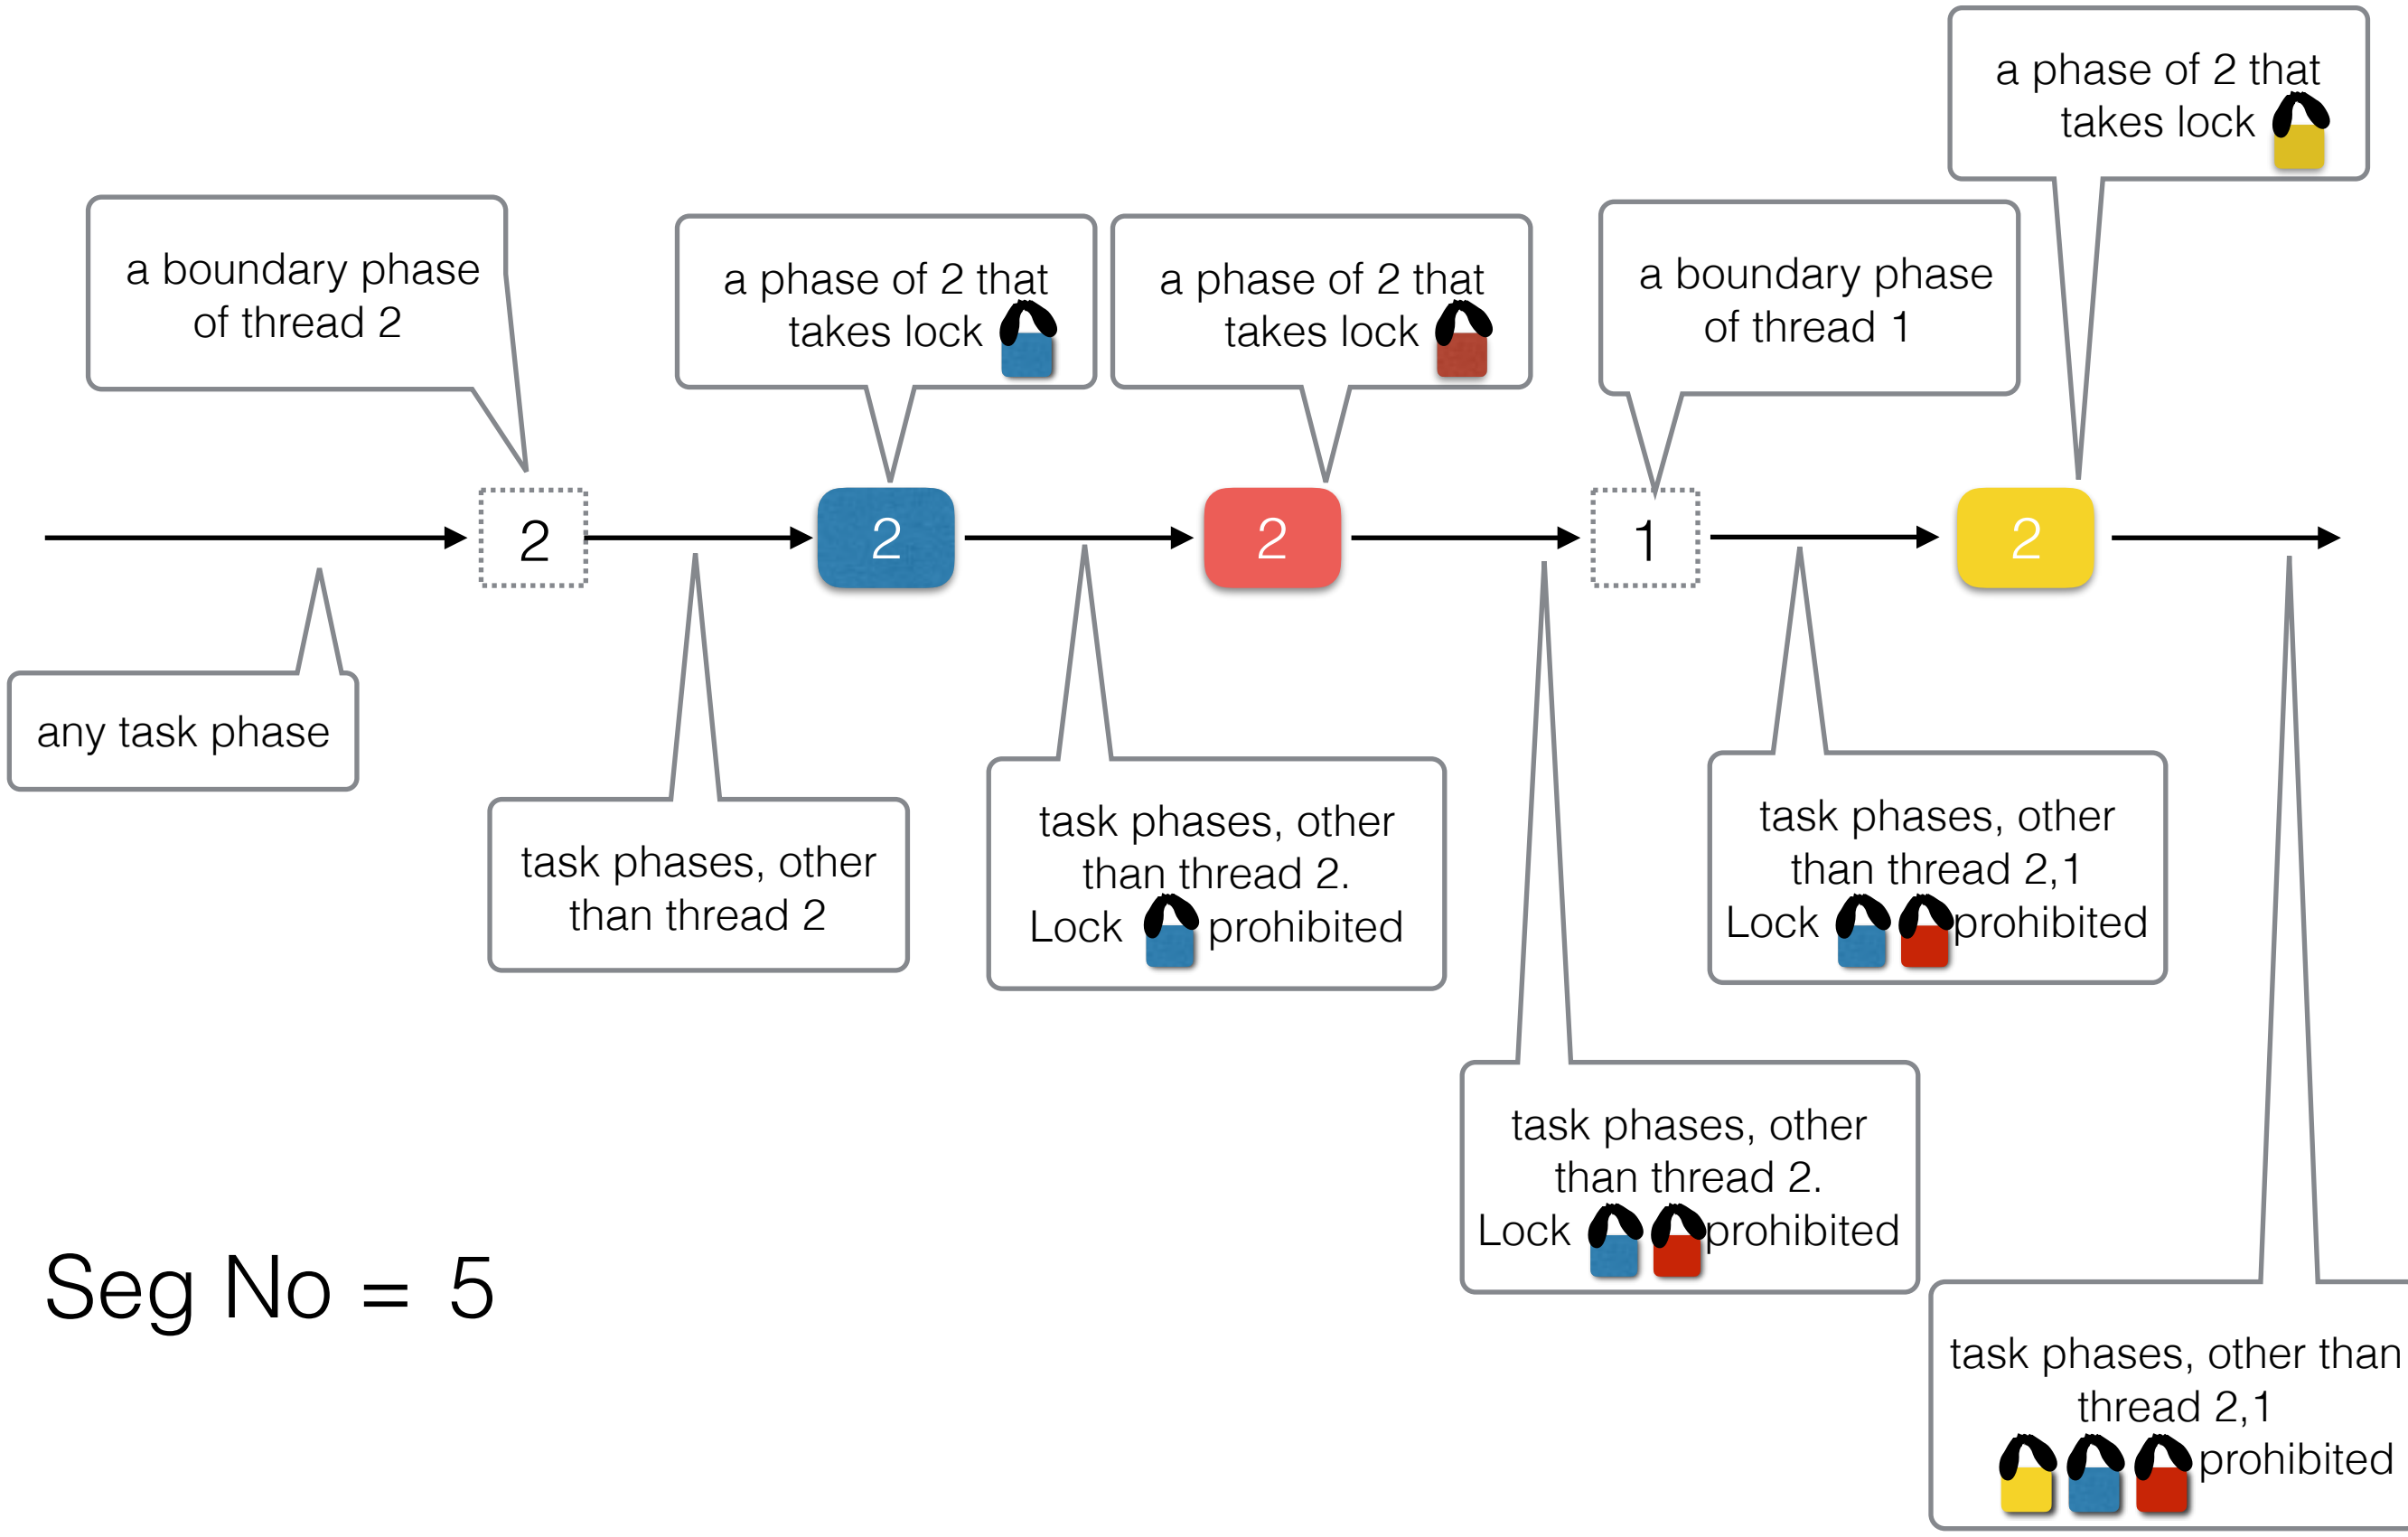 a phase of 2 that
takes lock
a boundary phase
of thread 2
a phase of 2 that
takes lock
a phase of 2 that
takes lock
a boundary phase
of thread 1
2
2
2
1
2
any task phase
task phases, other
than thread 2
task phases, other
than thread 2.
Lock prohibited
task phases, other
than thread 2,1
Lock prohibited
task phases, other
than thread 2.
Lock prohibited
Seg No = 5
task phases, other than
thread 2,1
prohibited